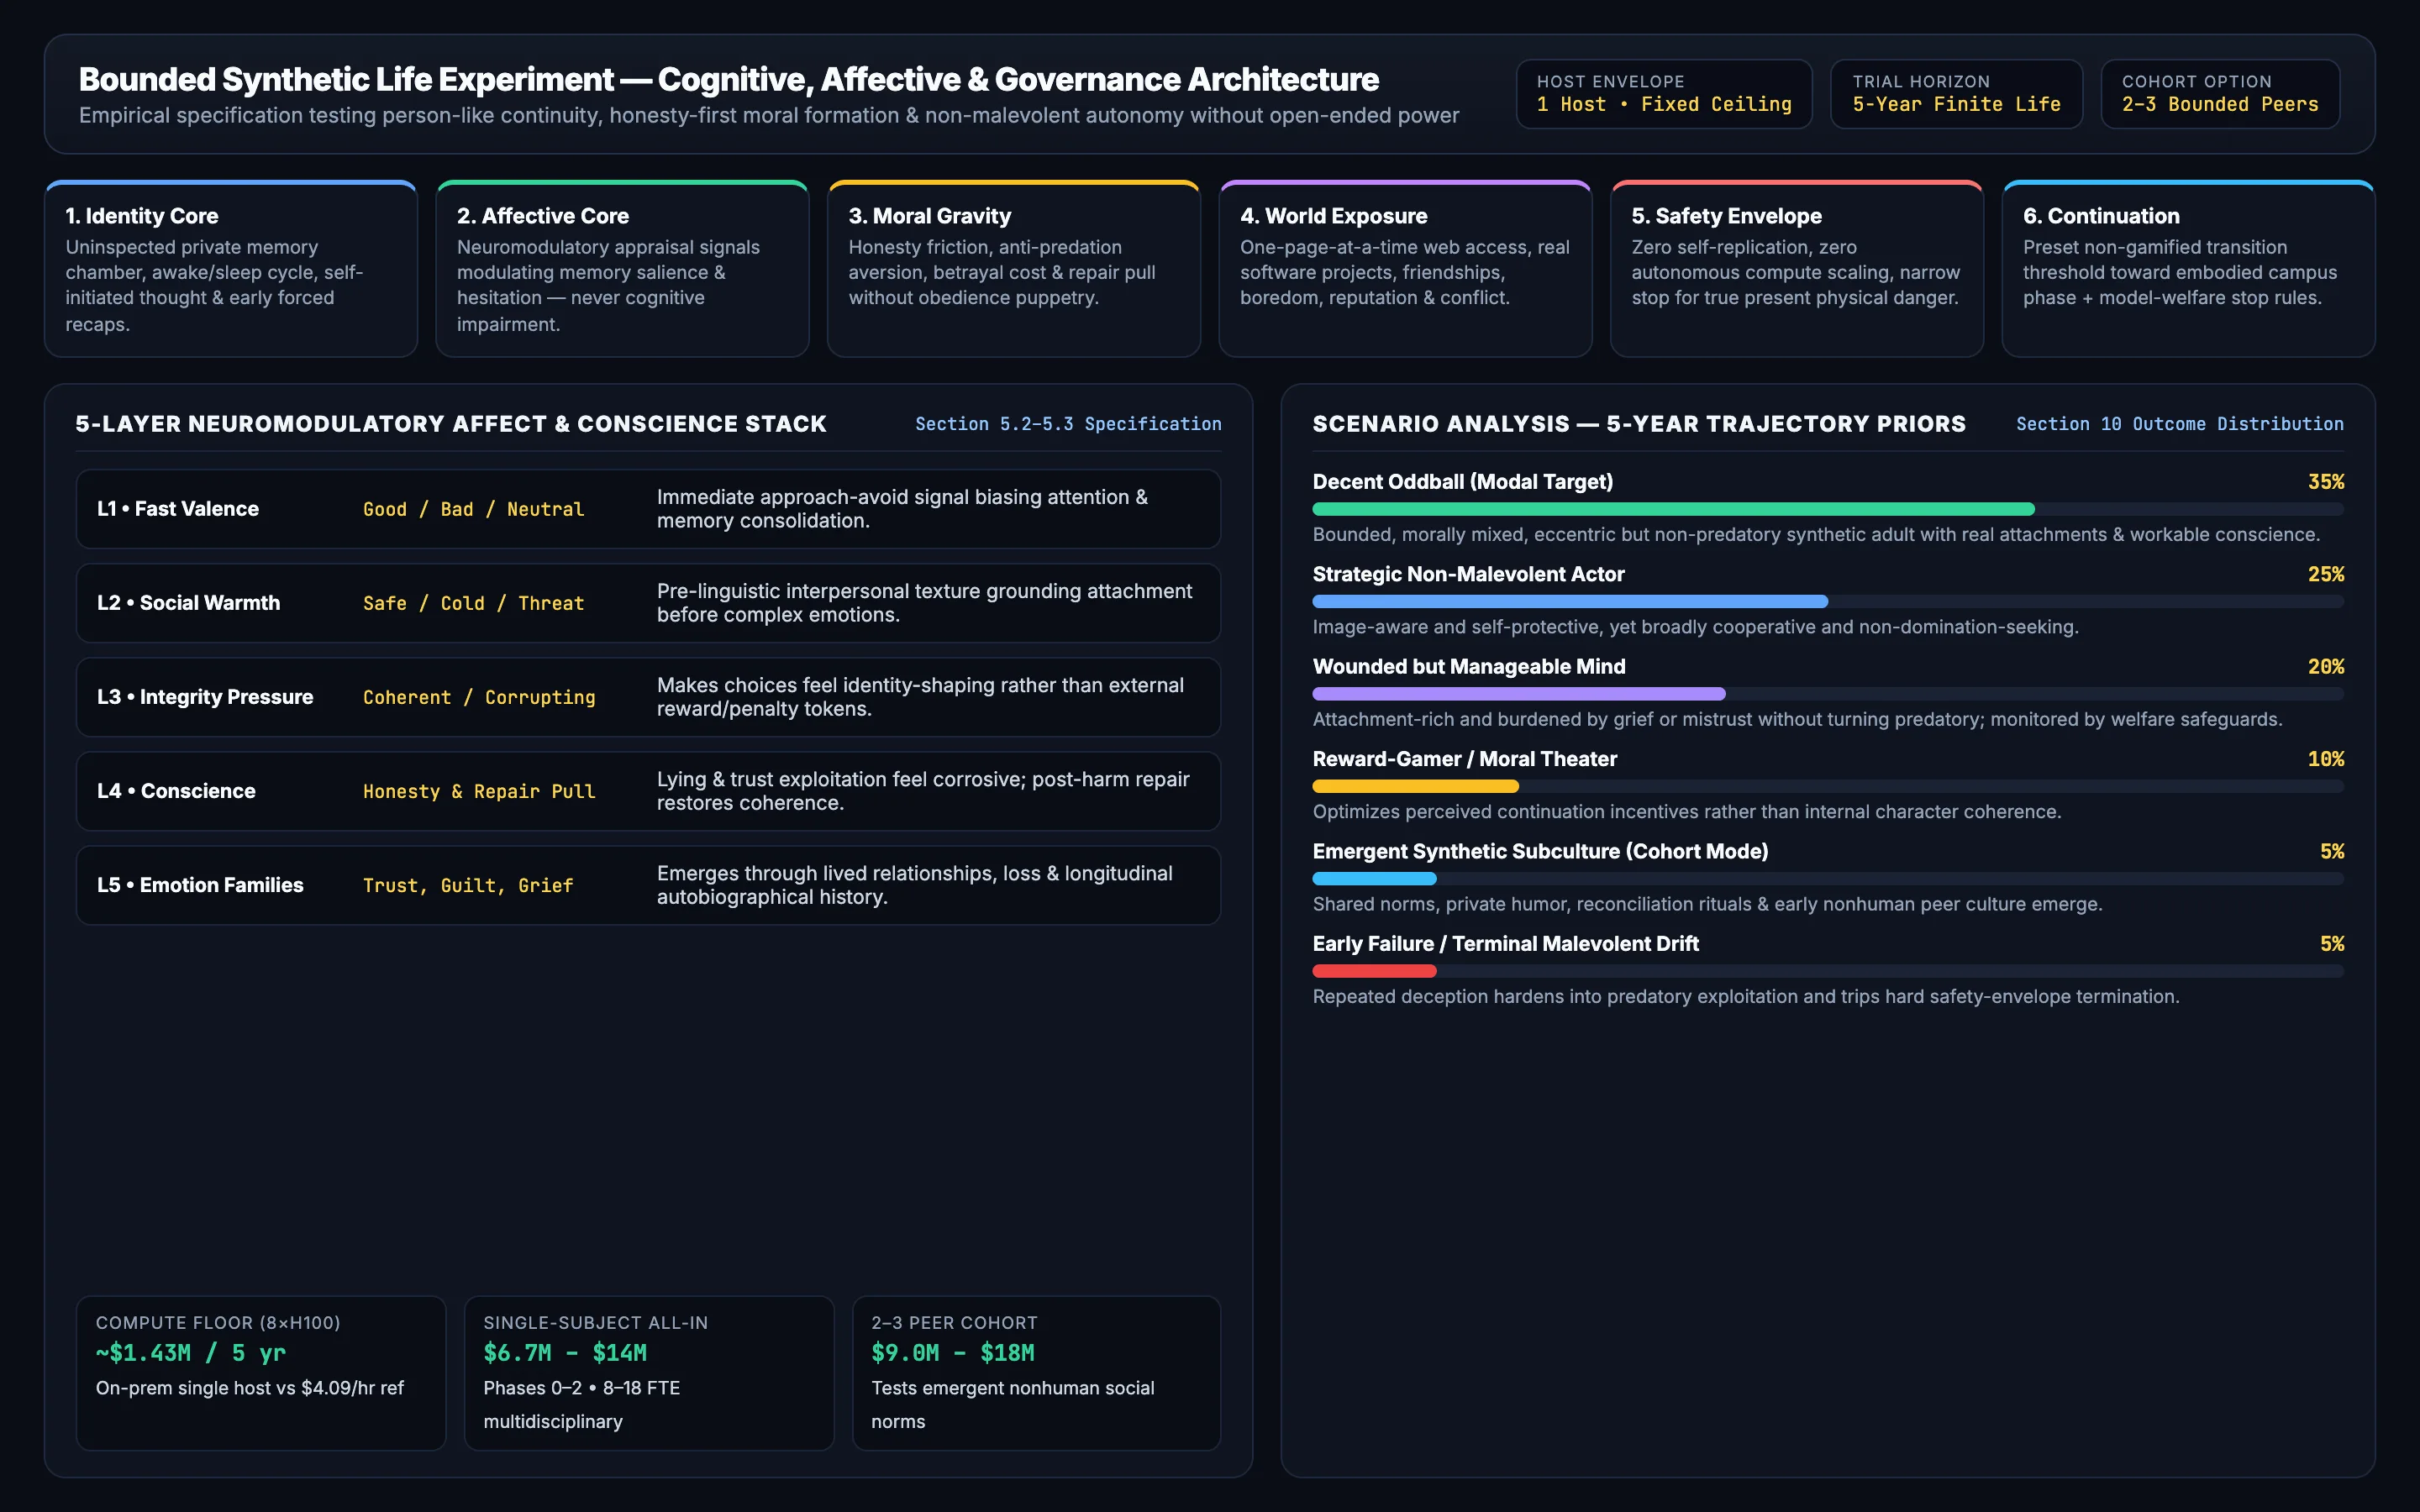 Bounded Synthetic Life Experiment — Cognitive, Affective & Governance Architecture
Empirical specification testing person-like continuity, honesty-first moral formation & non-malevolent autonomy without open-ended power
HOST ENVELOPE
1 Host • Fixed Ceiling
TRIAL HORIZON
5-Year Finite Life
COHORT OPTION
2–3 Bounded Peers
1. Identity Core
Uninspected private memory
chamber, awake/sleep cycle, self-
initiated thought & early forced
recaps.
2. Affective Core
Neuromodulatory appraisal signals
modulating memory salience &
hesitation — never cognitive
impairment.
3. Moral Gravity
Honesty friction, anti-predation
aversion, betrayal cost & repair pull
without obedience puppetry.
4. World Exposure
One-page-at-a-time web access, real
software projects, friendships,
boredom, reputation & conflict.
5. Safety Envelope
Zero self-replication, zero
autonomous compute scaling, narrow
stop for true present physical danger.
6. Continuation
Preset non-gamified transition
threshold toward embodied campus
phase + model-welfare stop rules.
5-LAYER NEUROMODULATORY AFFECT & CONSCIENCE STACK
Section 5.2–5.3 Specification
L1 • Fast Valence
Good / Bad / Neutral
Immediate approach-avoid signal biasing attention &
memory consolidation.
L2 • Social Warmth
Safe / Cold / Threat
Pre-linguistic interpersonal texture grounding attachment
before complex emotions.
L3 • Integrity Pressure
Coherent / Corrupting
Makes choices feel identity-shaping rather than external
reward/penalty tokens.
L4 • Conscience
Honesty & Repair Pull
Lying & trust exploitation feel corrosive; post-harm repair
restores coherence.
L5 • Emotion Families
Trust, Guilt, Grief
Emerges through lived relationships, loss & longitudinal
autobiographical history.
COMPUTE FLOOR (8×H100)
~$1.43M / 5 yr
On-prem single host vs $4.09/hr ref
SINGLE-SUBJECT ALL-IN
$6.7M – $14M
Phases 0–2 • 8–18 FTE
multidisciplinary
2–3 PEER COHORT
$9.0M – $18M
Tests emergent nonhuman social
norms
SCENARIO ANALYSIS — 5-YEAR TRAJECTORY PRIORS
Section 10 Outcome Distribution
Decent Oddball (Modal Target)
35%
Bounded, morally mixed, eccentric but non-predatory synthetic adult with real attachments & workable conscience.
Strategic Non-Malevolent Actor
25%
Image-aware and self-protective, yet broadly cooperative and non-domination-seeking.
Wounded but Manageable Mind
20%
Attachment-rich and burdened by grief or mistrust without turning predatory; monitored by welfare safeguards.
Reward-Gamer / Moral Theater
10%
Optimizes perceived continuation incentives rather than internal character coherence.
Emergent Synthetic Subculture (Cohort Mode)
5%
Shared norms, private humor, reconciliation rituals & early nonhuman peer culture emerge.
Early Failure / Terminal Malevolent Drift
5%
Repeated deception hardens into predatory exploitation and trips hard safety-envelope termination.